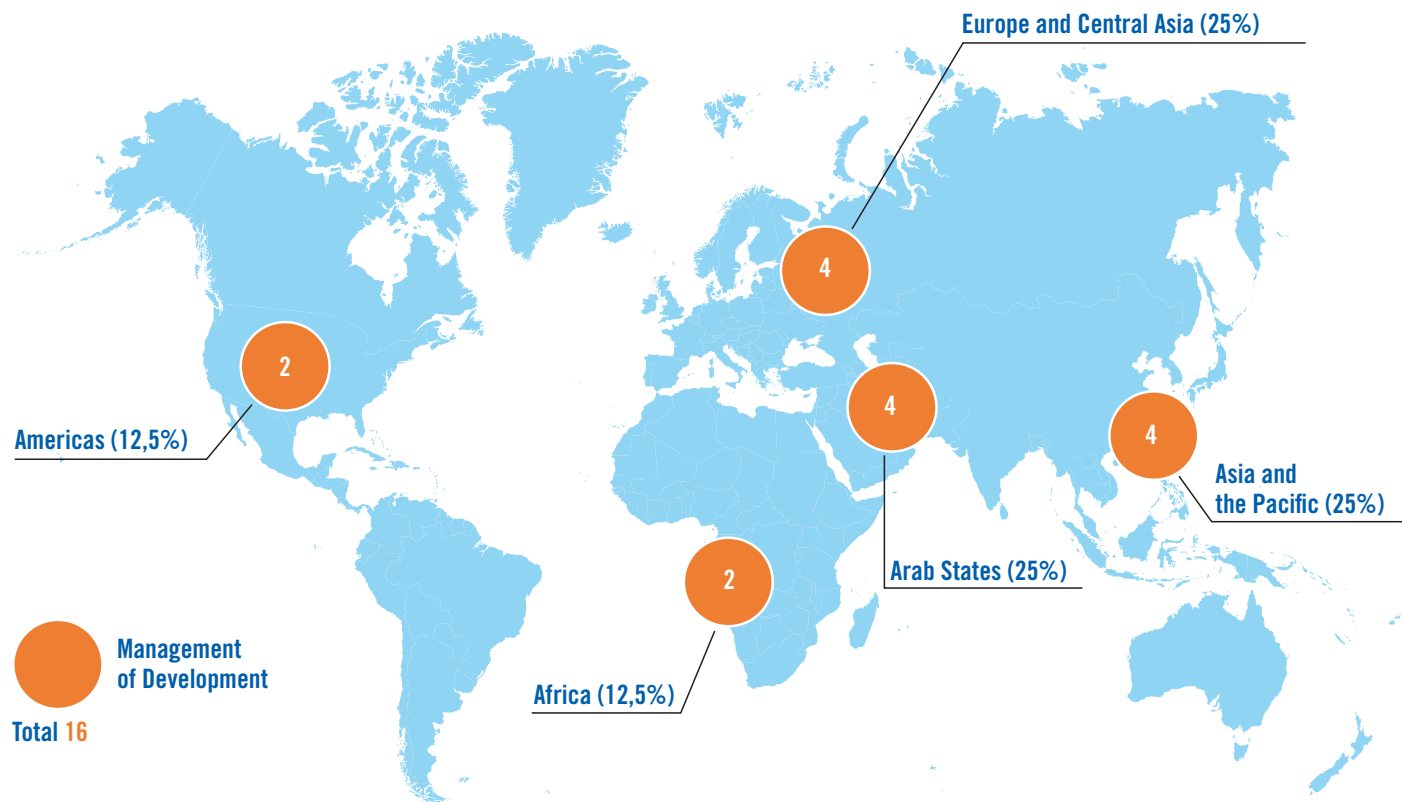 Europe and Central Asia (25%)
4
2
4
4
Americas (12,5%)
Asia and
the Pacific (25%)
Arab States (25%)
2
Management
of Development
Africa (12,5%)
Total 16